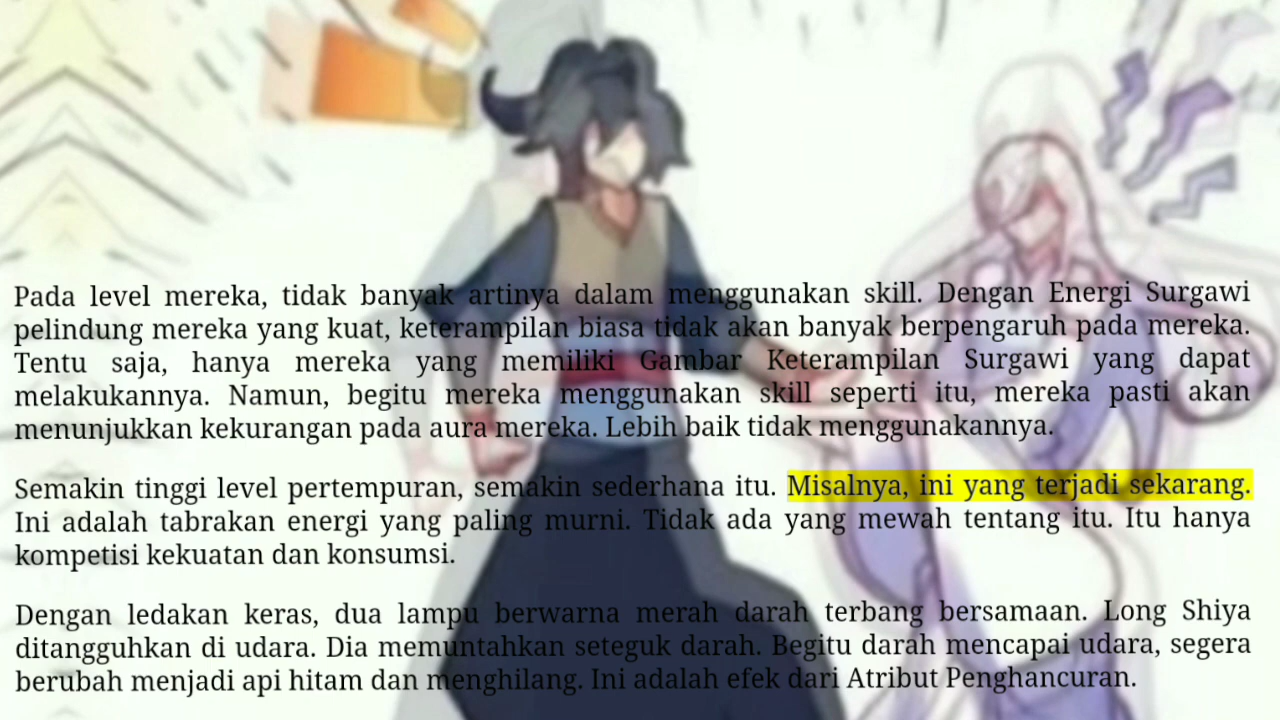 Pada level mereka, tidak banyak artinya dalam menggunakan skill. Dengan Energi Surgawi
pelindung mereka yang kuat, keterampilan biasa tidak akan banyak berpengaruh pada mereka.
Tentu saja, hanya mereka yang memiliki Gambar Keterampilan Surgawi yang dapat
melakukannya. Namun, begitu mereka menggunakan skill seperti itu, mereka pasti akan
menunjukkan kekurangan pada aura mereka. Lebih baik tidak menggunakannya.
Semakin tinggi level pertempuran, semakin sederhana itu. Misalnya, ini yang terjadi sekarang.
Ini adalah tabrakan energi yang paling murni. Tidak ada yang mewah tentang itu. Itu hanya
kompetisi kekuatan dan konsumsi.
Dengan ledakan keras, dua lampu berwarna merah darah terbang bersamaan. Long Shiya
ditangguhkan di udara. Dia memuntahkan seteguk darah. Begitu darah mencapai udara, segera
berubah menjadi api hitam dan menghilang. Ini adalah efek dari Atribut Penghancuran.